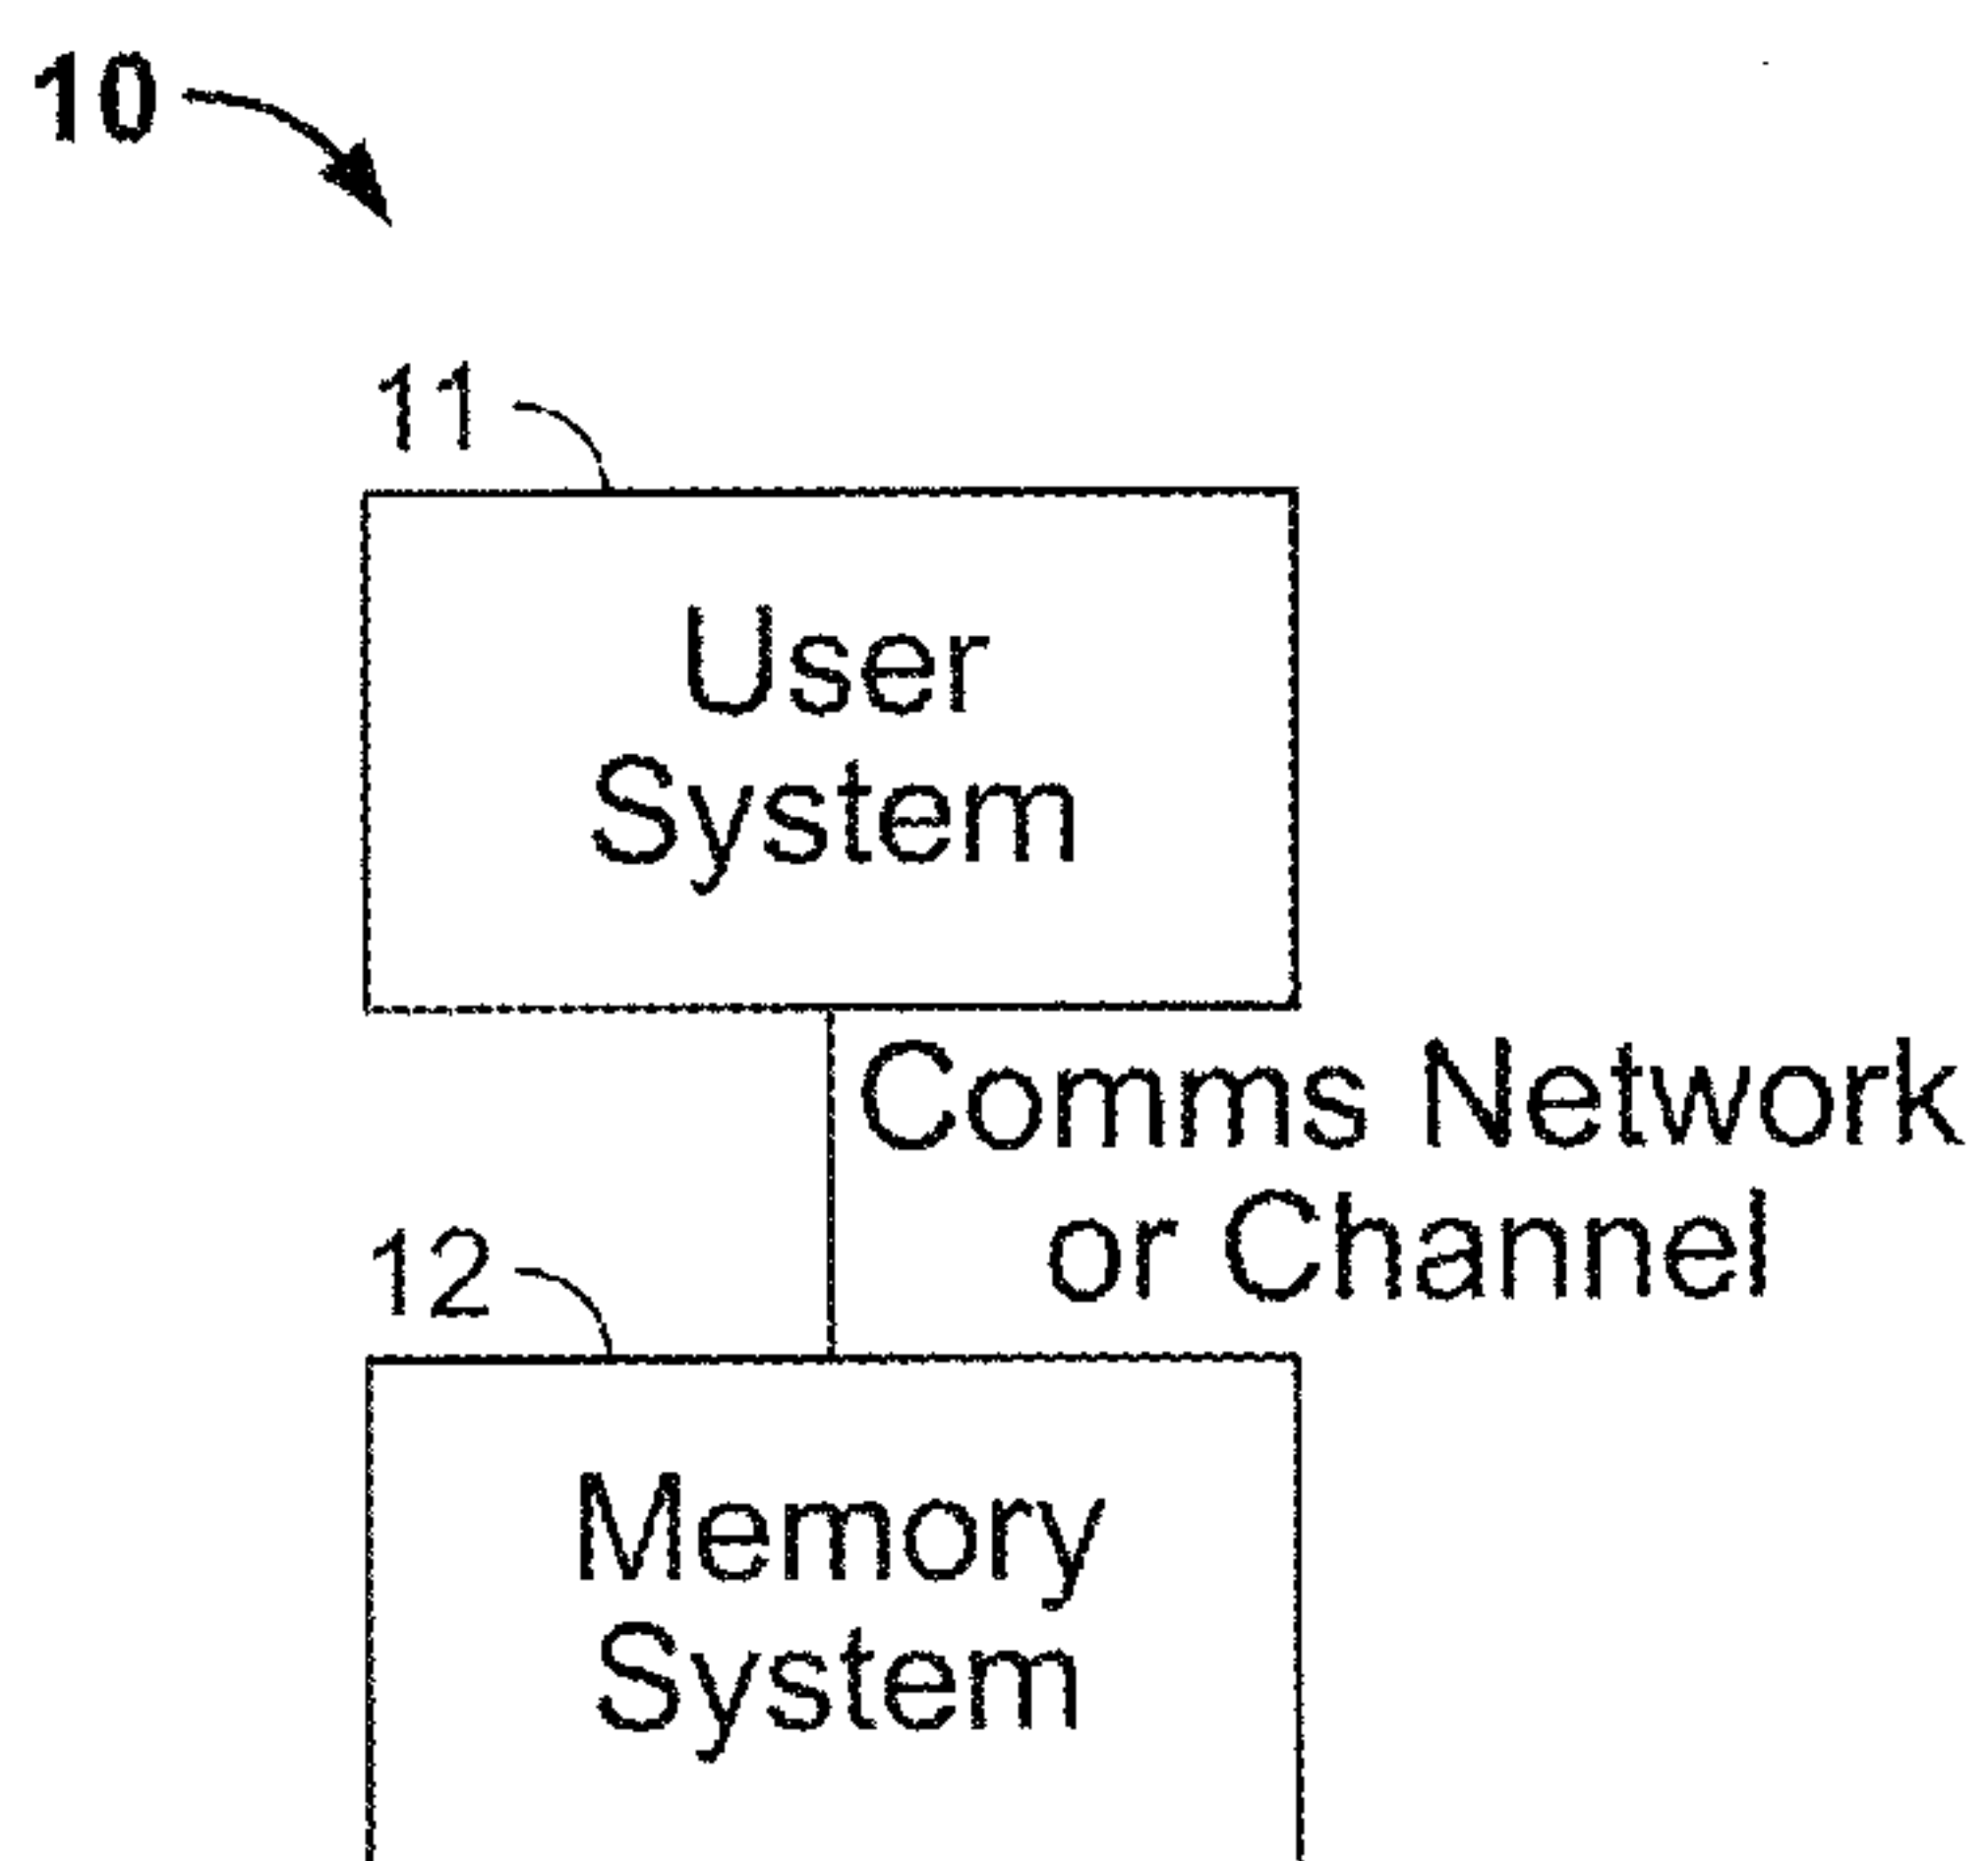 10
11
User
System
Comms Network
or Channel
12
Memory
System